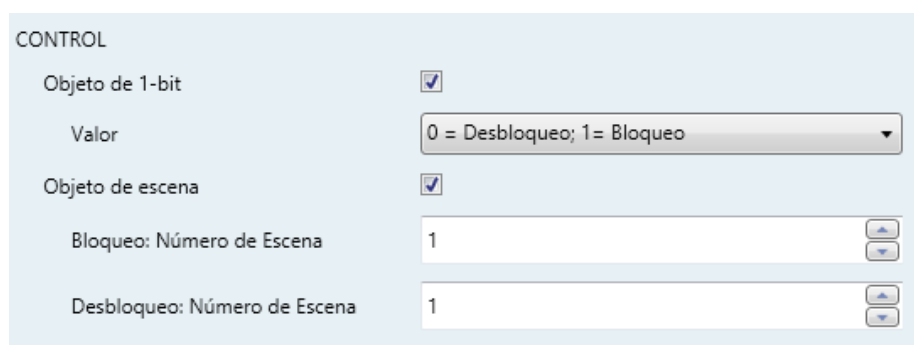 CONTROL
Objeto de 1-bit
Valor 0 = Desbloqueo; 1= Bloqueo
Objeto de escena
Bloqueo: Número de Escena 1
Desbloqueo: Número de Escena 1